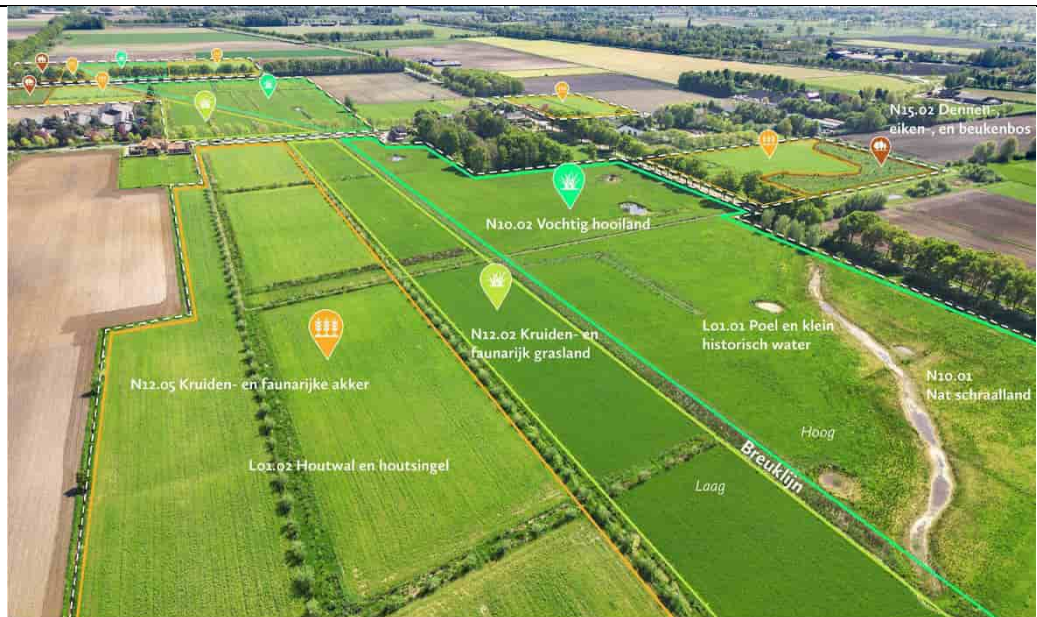 N15.02 Dennen-,
eiken-, en beukenbos
N10.02 Vochtig hooiland
N12.02 Kruiden- en
faunarijk grasland
L01.01 Poel en klein
historisch water
N10.01
Nat schraalland
N12.05 Kruiden- en faunarijke akker
Hoog
Breuklijn
L01.02 Houtwal en houtsingel
Laag